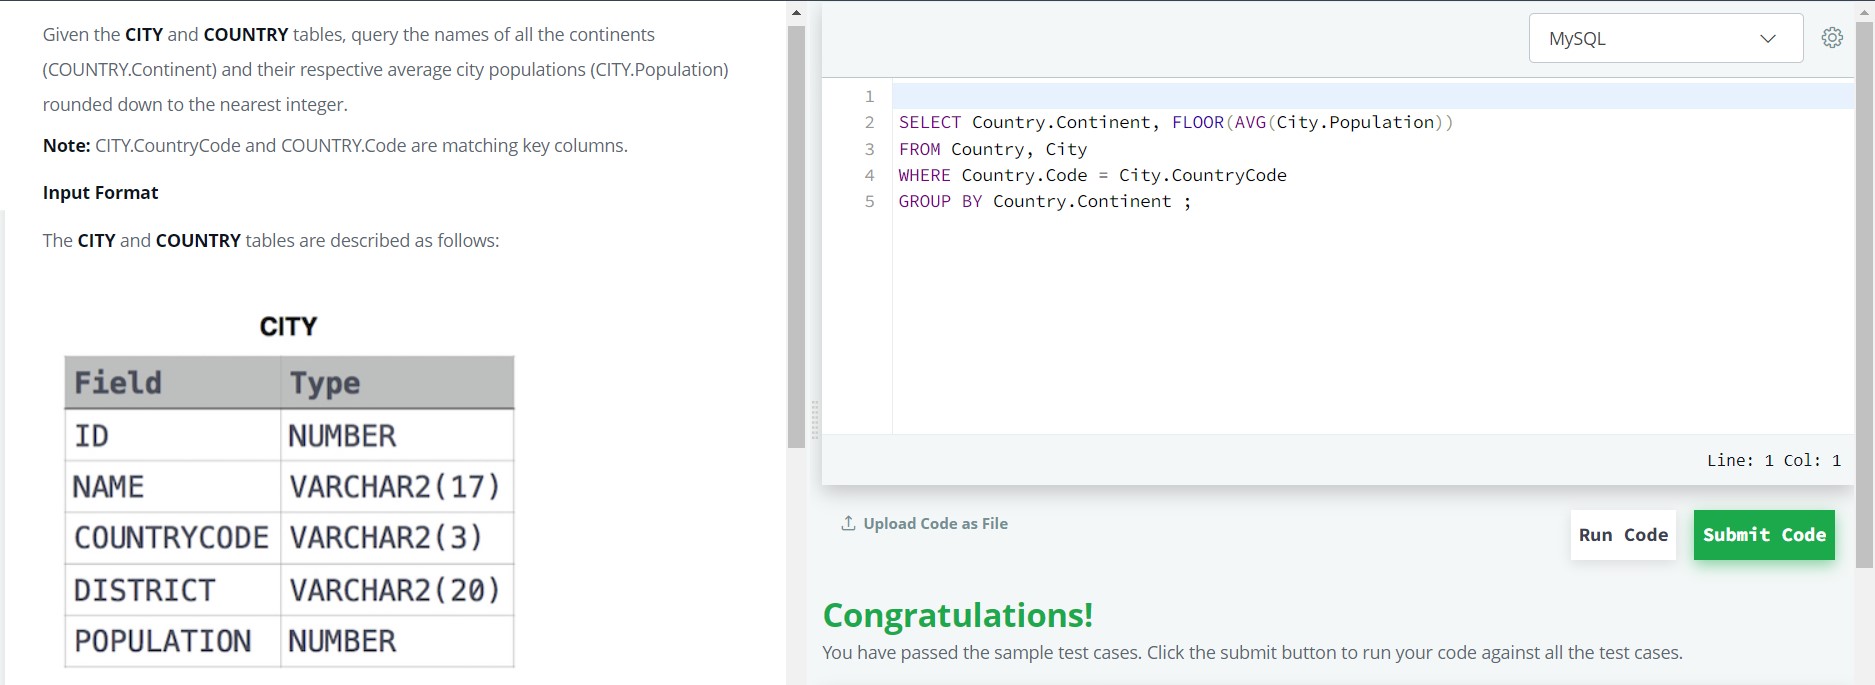 Given the CITY and COUNTRY tables, query the names of all the continents
(COUNTRY.Continent) and their respective average city populations (CITY.Population)
rounded down to the nearest integer.
Note: CITY.CountryCode and COUNTRY.Code are matching key columns.
Input Format
The CITY and COUNTRY tables are described as follows:
CITY
Field Type
ID NUMBER
NAME VARCHAR2(17)
COUNTRYCODE VARCHAR2(3)
DISTRICT VARCHAR2(20)
POPULATION NUMBER
MySQL
1
2 SELECT Country.Continent, FLOOR(AVG(City.Population))
3 FROM Country, City
4 WHERE Country.Code = City.CountryCode
5 GROUP BY Country.Continent ;
Line: 1 Col: 1
Upload Code as File
Run Code
Submit Code
Congratulations!
You have passed the sample test cases. Click the submit button to run your code against all the test cases.